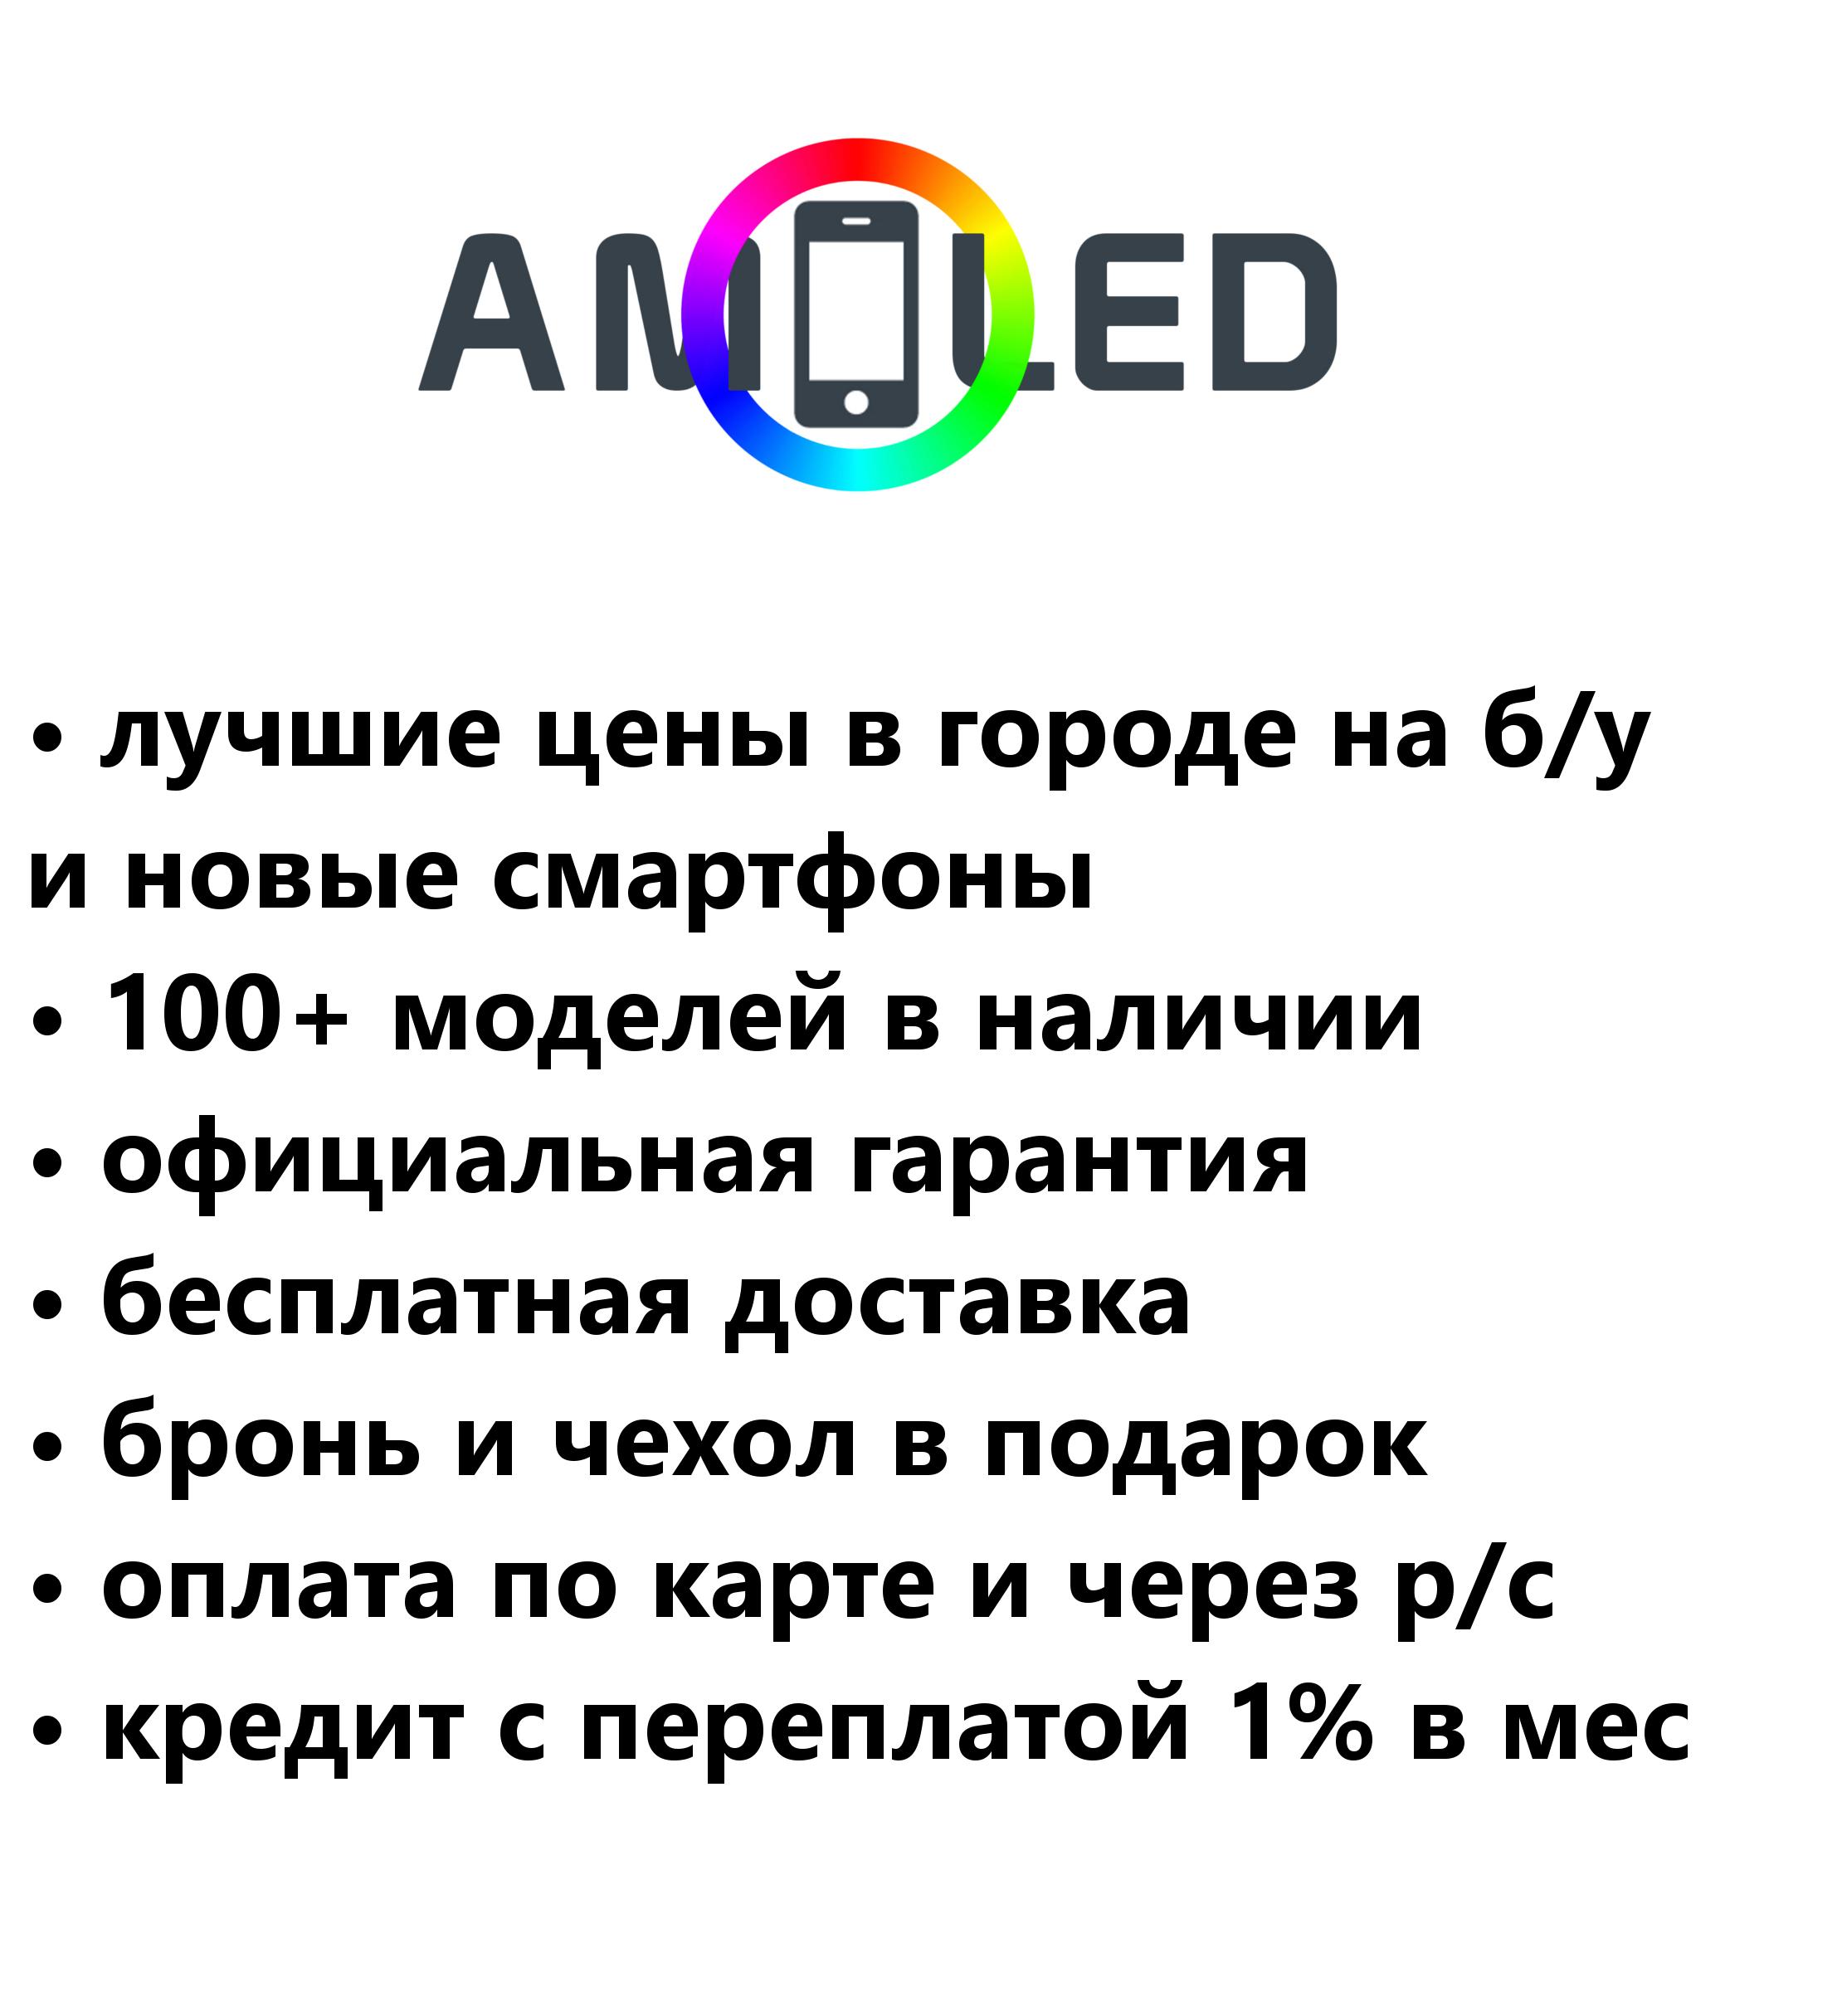 AMOLED
• лучшие цены в городе на б/у
и новые смартфоны
• 100+ моделей в наличии
• официальная гарантия
• бесплатная доставка
• бронь и чехол в подарок
• оплата по карте и через р/с
• кредит с переплатой 1% в мес